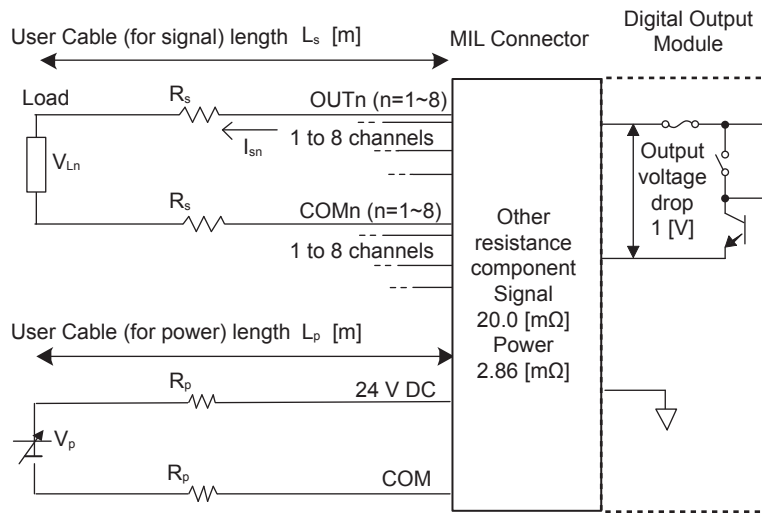 User Cable (for signal) length Ls [m]
MIL Connector
Digital Output
Module
Load
Rs
OUTn (n=1~8)
Isn
1 to 8 channels
VLn
Rs
COMn (n=1~8)
1 to 8 channels
Output
voltage
drop
1 [V]
Other
resistance
component
Signal
20.0 [mΩ]
Power
2.86 [mΩ]
User Cable (for power) length Lp [m]
Rp
24 V DC
Vp
Rp
COM